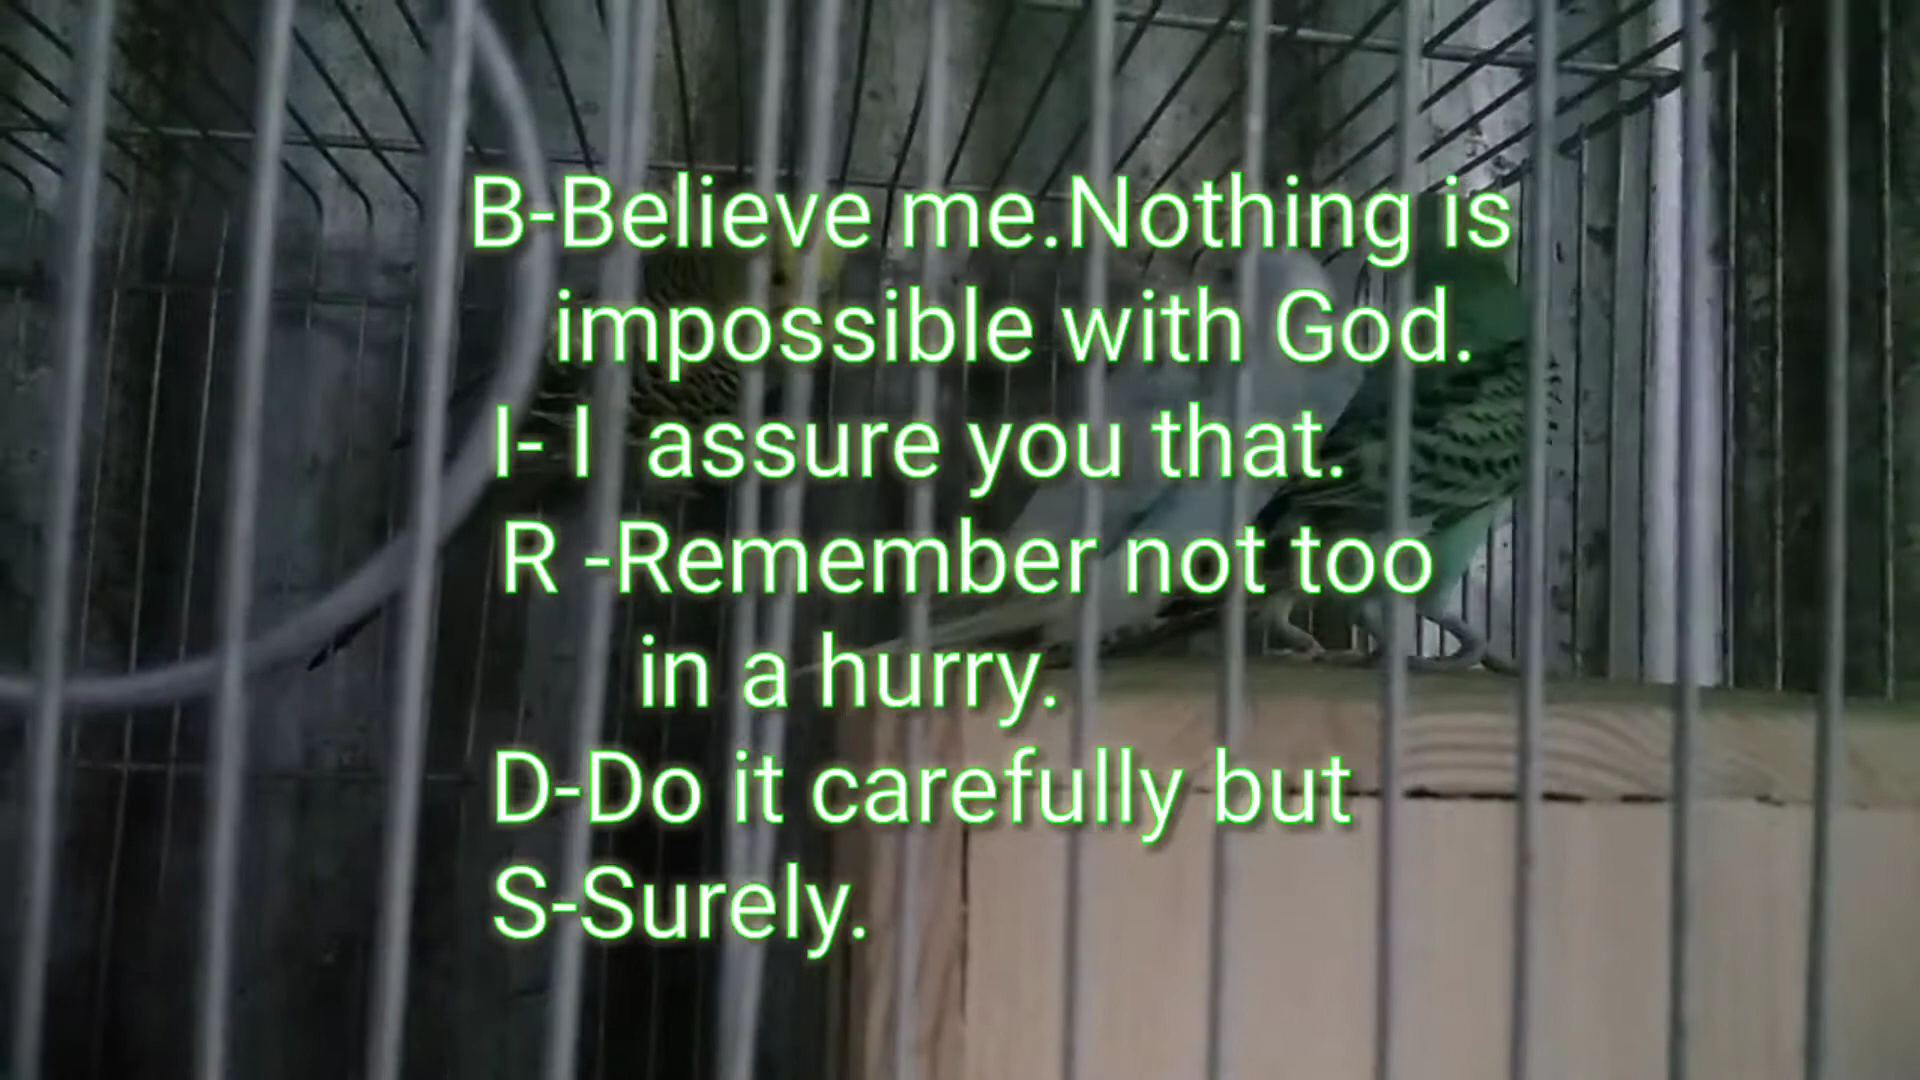 B-Believe me.Nothing is
impossible with God.
I- I assure you that.
R -Remember not too
in a hurry.
D-Do it carefully but
S-Surely.